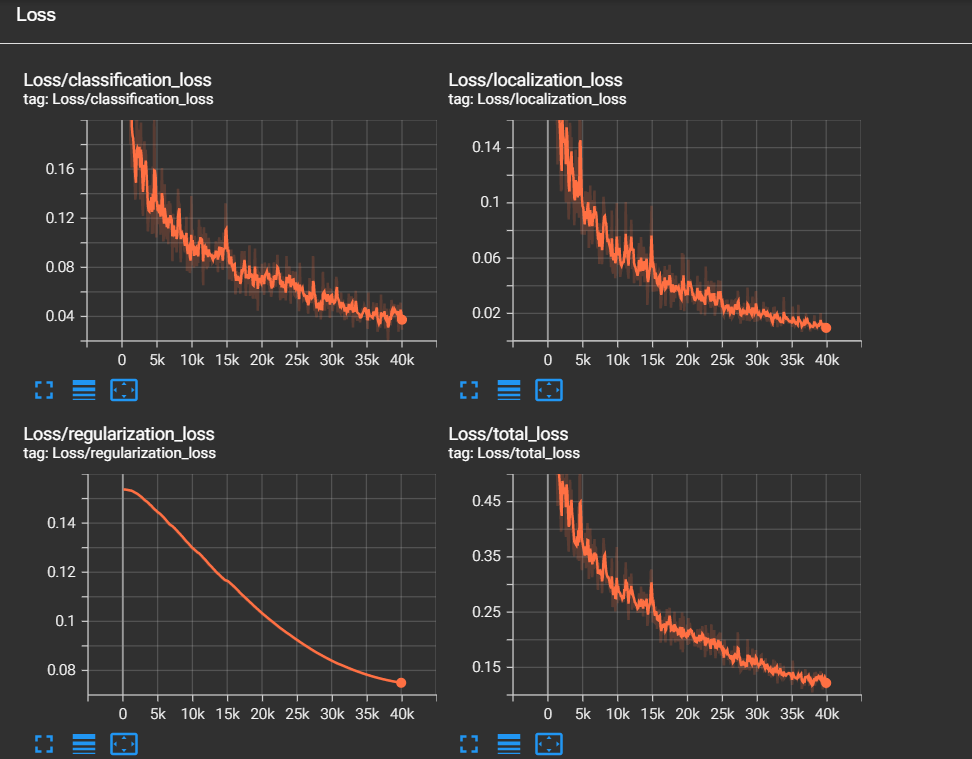 Loss
Loss/classification_loss
tag: Loss/classification_loss
0.16
0.12
0.08
0.04
0 5k 10k 15k 20k 25k 30k 35k 40k
Loss/localization_loss
tag: Loss/localization_loss
0.14
0.1
0.06
0.02
0 5k 10k 15k 20k 25k 30k 35k 40k
Loss/regularization_loss
tag: Loss/regularization_loss
0.14
0.12
0.1
0.08
0 5k 10k 15k 20k 25k 30k 35k 40k
Loss/total_loss
tag: Loss/total_loss
0.45
0.35
0.25
0.15
0 5k 10k 15k 20k 25k 30k 35k 40k